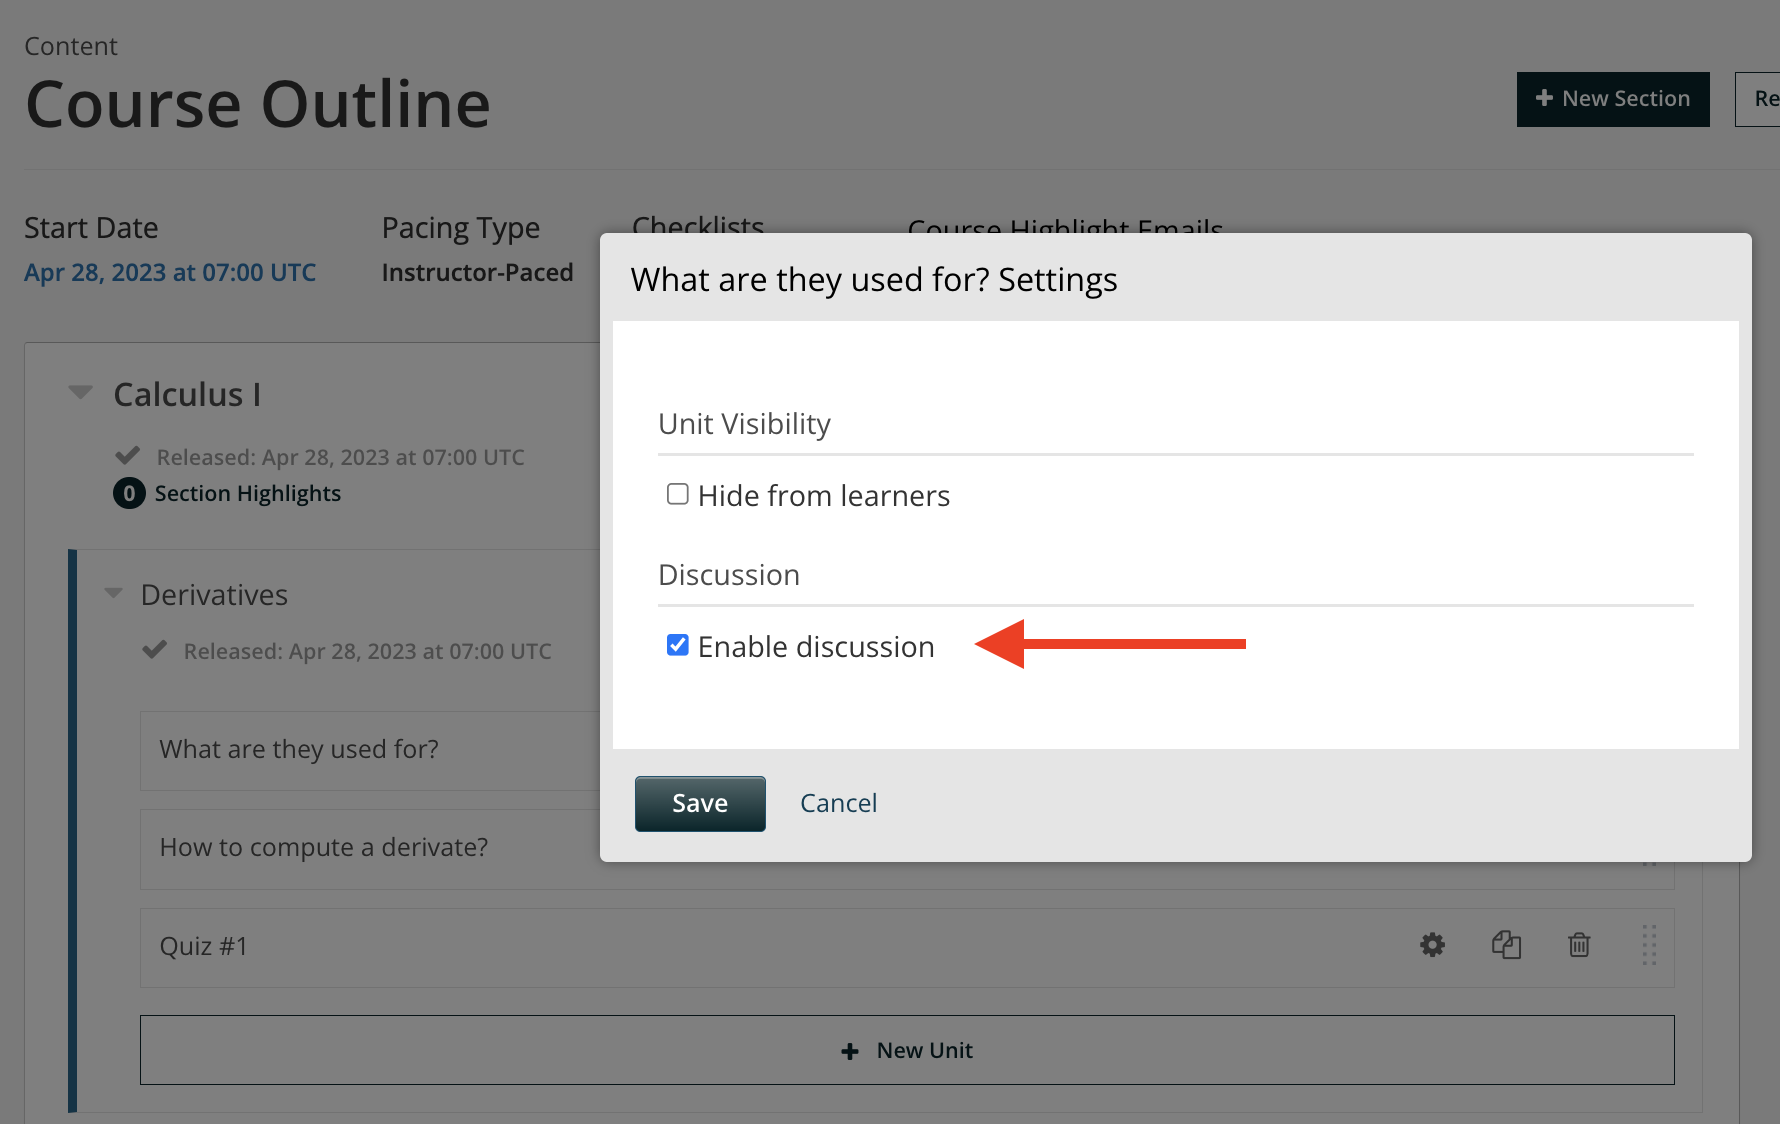 Content
Course Outline
+ New Section
Re
Start Date
Pacing Type
Checklists
Course Highlight Emails
Apr 28, 2023 at 07:00 UTC
Instructor-Paced
What are they used for? Settings
Unit Visibility
Hide from learners
Discussion
Enable discussion
Save
Cancel
Calculus I
Released: Apr 28, 2023 at 07:00 UTC
0 Section Highlights
Derivatives
Released: Apr 28, 2023 at 07:00 UTC
What are they used for?
How to compute a derivate?
Quiz #1
+ New Unit